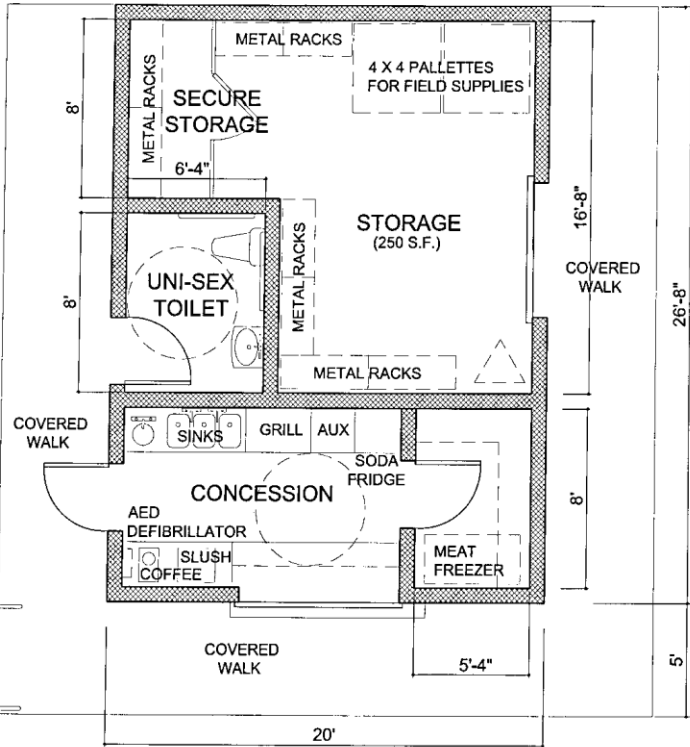 METAL RACKS
4 X 4 PALLETTES
FOR FIELD SUPPLIES
8'
METAL RACKS
SECURE
STORAGE
6'-4"
STORAGE
(250 S.F.)
16'-8"
COVERED
WALK
26'-8"
8'
UNI-SEX
TOILET
METAL RACKS
METAL RACKS
COVERED
WALK
SINKS
GRILL
AUX
SODA
FRIDGE
CONCESSION
8'
AED
DEFIBRILLATOR
SLUSH
COFFEE
MEAT
FREEZER
COVERED
WALK
5'-4"
5'
20'